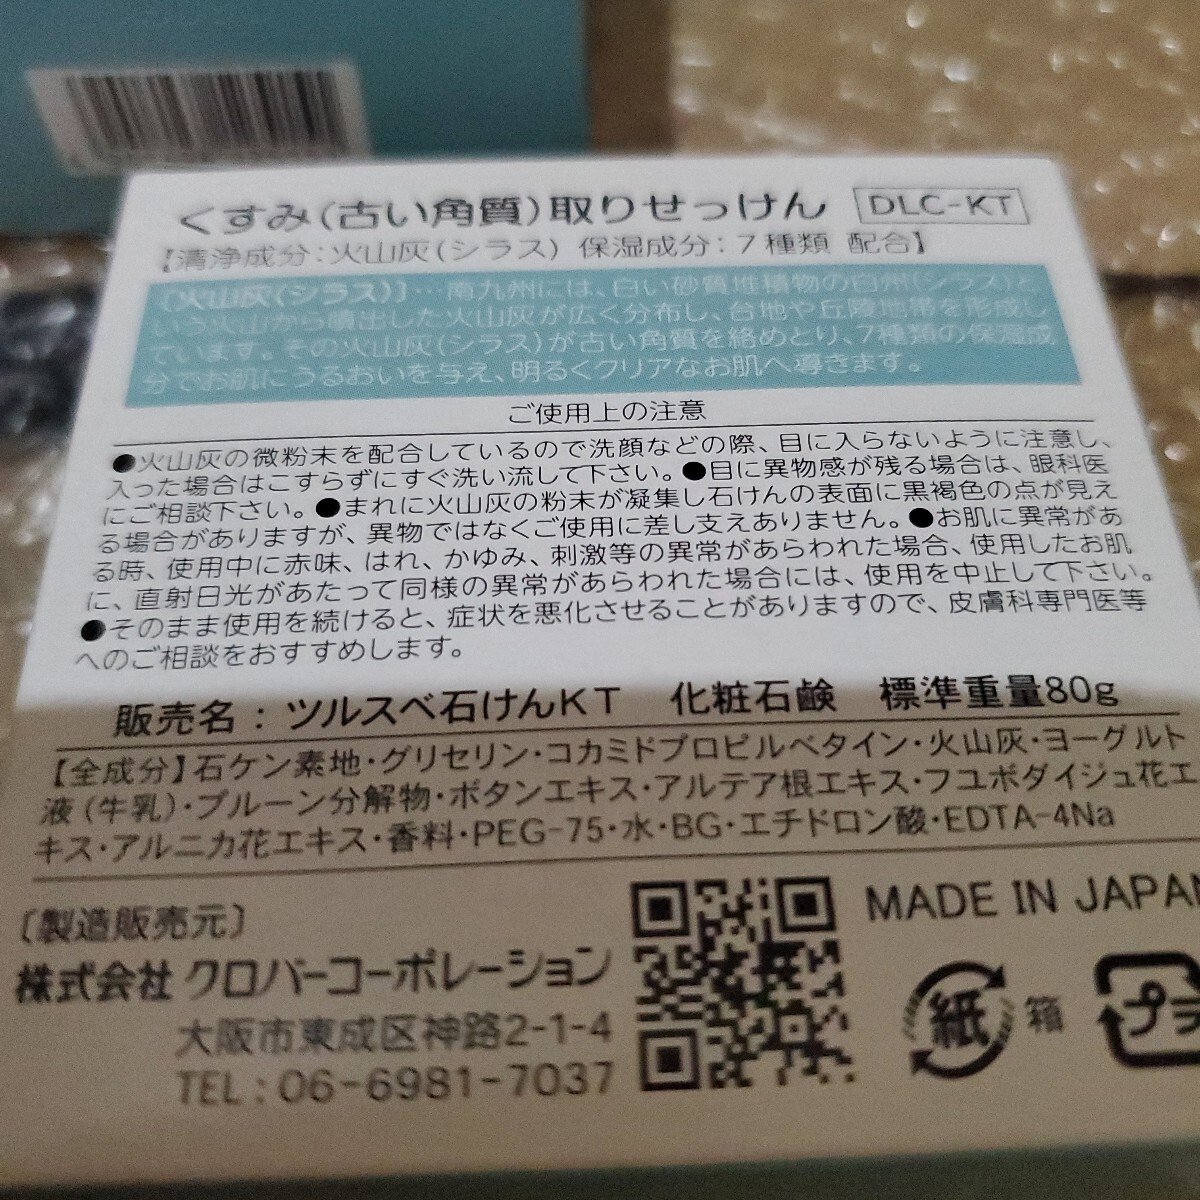 くすみ(古い角質)取りせっけん DLC-KT
【清浄成分:火山灰(シラス) 保湿成分:7種類 配合】
〔火山灰(シラス)〕…南九州には、白い砂質堆積物の白州(シラス)と
いう火山から噴出した火山灰が広く分布し、台地や丘陵地帯を形成し
ています。その火山灰(シラス)が古い角質を絡めとり、7種類の保湿成
分でお肌にうるおいを与え、明るくクリアなお肌へ導きます。
ご使用上の注意
●火山灰の微粉末を配合しているので洗顔などの際、目に入らないように注意し、
入った場合はこすらずにすぐ洗い流して下さい。●目に異物感が残る場合は、眼科医
にご相談下さい。●まれに火山灰の粉末が凝集し石けんの表面に黒褐色の点が見え
る場合がありますが、異物ではなくご使用に差し支えありません。●お肌に異常があ
る時、使用中に赤味、はれ、かゆみ、刺激等の異常があらわれた場合、使用したお肌
に、直射日光があたって同様の異常があらわれた場合には、使用を中止して下さい。
●そのまま使用を続けると、症状を悪化させることがありますので、皮膚科専門医等
へのご相談をおすすめします。
販売名:ツルスベ石けんKT 化粧石鹸 標準重量80g
【全成分】石ケン素地・グリセリン・コカミドプロピルベタイン・火山灰・ヨーグルト
液(牛乳)・プルーン分解物・ボタンエキス・アルテア根エキス・フユボダイジュ花エ
キス・アルニカ花エキス・香料・PEG-75・水・BG・エチドロン酸・EDTA-4Na
〔製造販売元〕
株式会社 クロバーコーポレーション
大阪市東成区神路2-1-4
TEL:06-6981-7037
MADE IN JAPAN
紙 箱 プラ